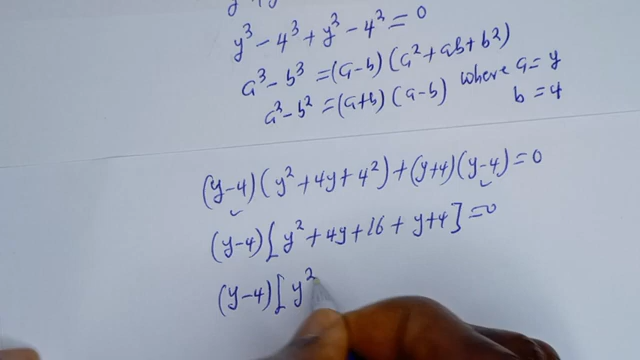 y³ - 4³ + y³ - 4² = 0
a³ - b³ = (a-b) (a² + ab + b²)
a² - b² = (a+b) (a-b) where a = y
b = 4
(y-4) (y² + 4y + 4²) + (y+4) (y-4) = 0
(y-4) [y² + 4y + 16 + y+4] = 0
(y-4) [y²